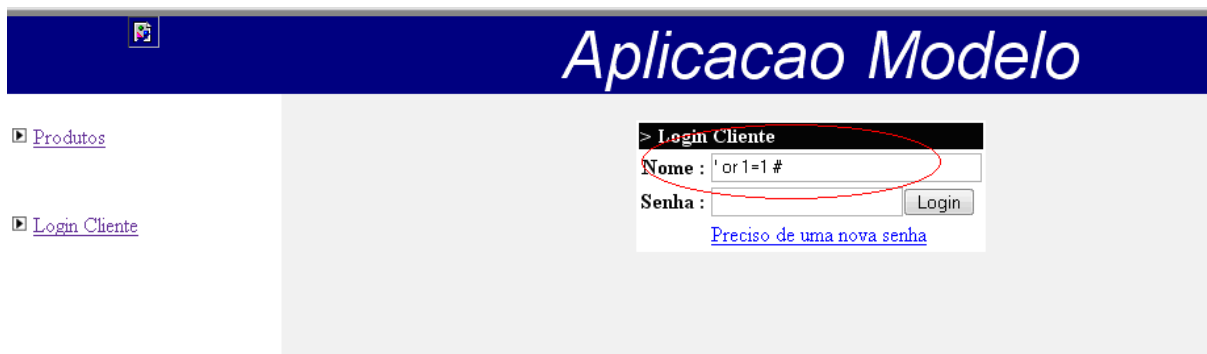 Aplicacao Modelo
Produtos
Login Cliente
> Login Cliente
Nome : ' or 1=1 #
Senha : Login
Preciso de uma nova senha